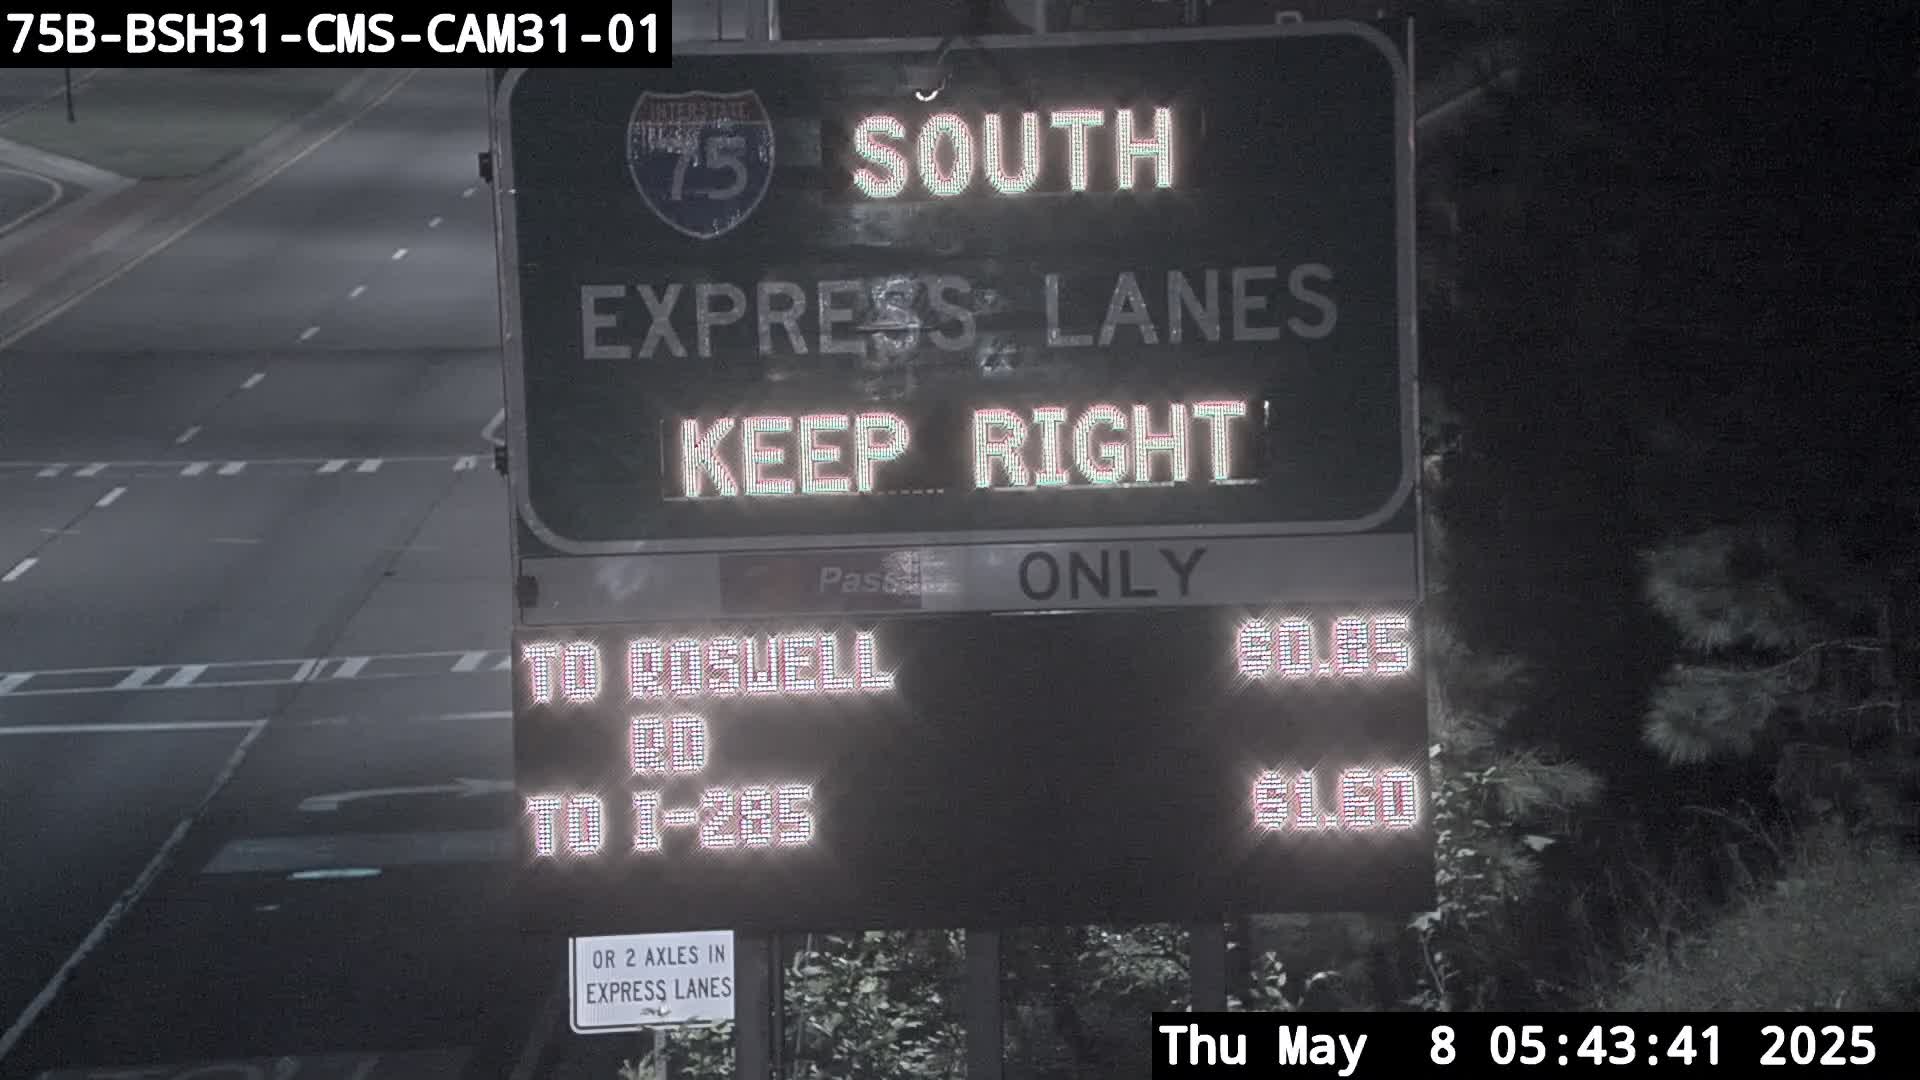 75B-BSH31-CMS-CAM31-01
INTERSTATE
75
SOUTH
EXPRESS LANES
KEEP RIGHT
Pass ONLY
TO ROSWELL $0.85
RD
TO I-285 $1.60
OR 2 AXLES IN
EXPRESS LANES
Thu May 8 05:43:41 2025